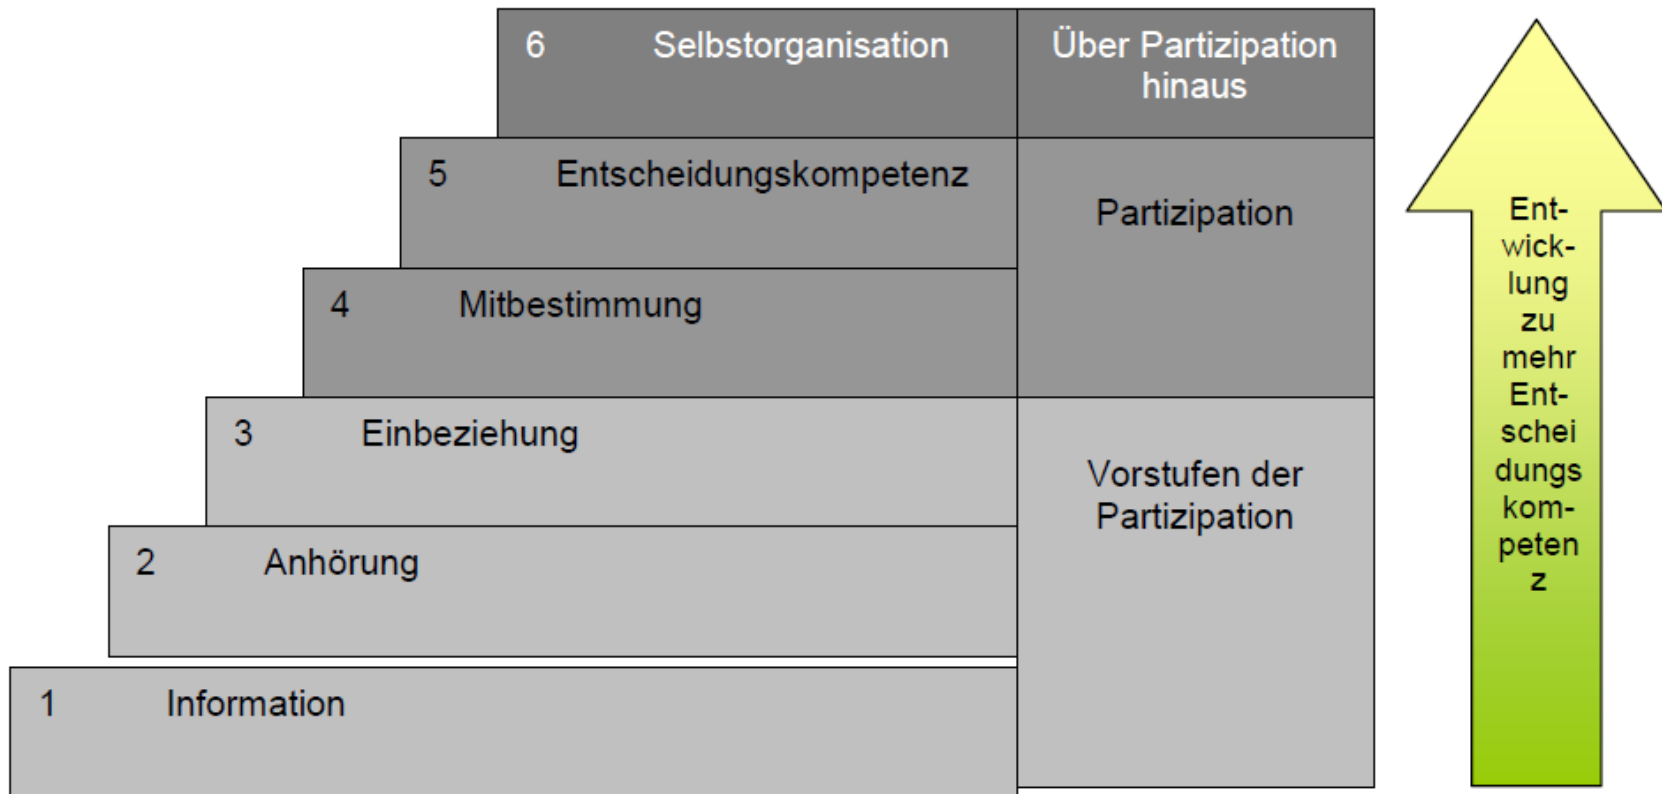 6 Selbstorganisation
Über Partizipation
hinaus
5 Entscheidungskompetenz
Partizipation
4 Mitbestimmung
3 Einbeziehung
Vorstufen der
Partizipation
2 Anhörung
1 Information
Ent-
wick-
lung
zu
mehr
Ent-
schei
dungs
kom-
peten
z